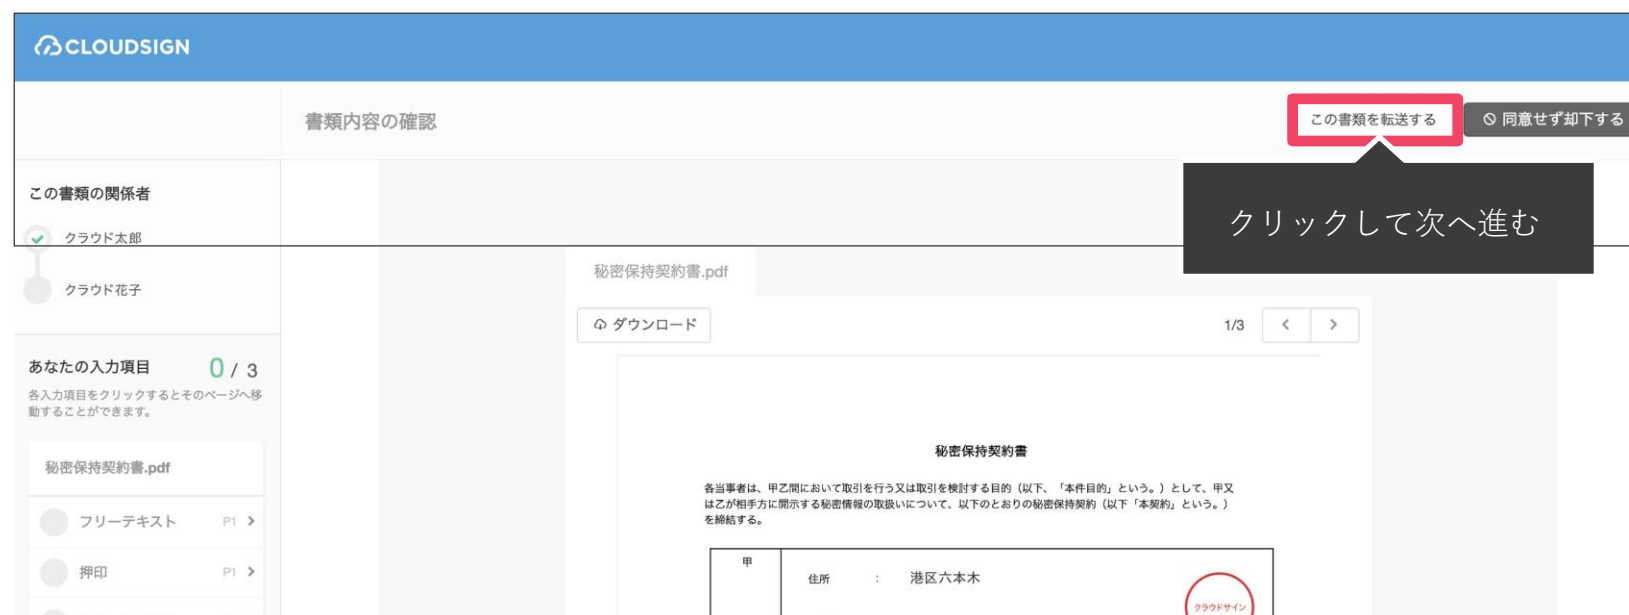 CLOUDSIGN
書類内容の確認
この書類を転送する
同意せず却下する
クリックして次へ進む
この書類の関係者
クラウド太郎
クラウド花子
あなたの入力項目 0 / 3
各入力項目をクリックするとそのページへ移
動することができます。
秘密保持契約書.pdf
フリーテキスト P1
押印 P1
秘密保持契約書.pdf
ダウンロード
1/3
秘密保持契約書
各当事者は、甲乙間において取引を行う又は取引を検討する目的（以下、「本件目的」という。）として、甲又
は乙が相手方に開示する秘密情報の取扱いについて、以下のとおりの秘密保持契約（以下「本契約」という。）
を締結する。
甲
住所 : 港区六本木
クラウドサイン